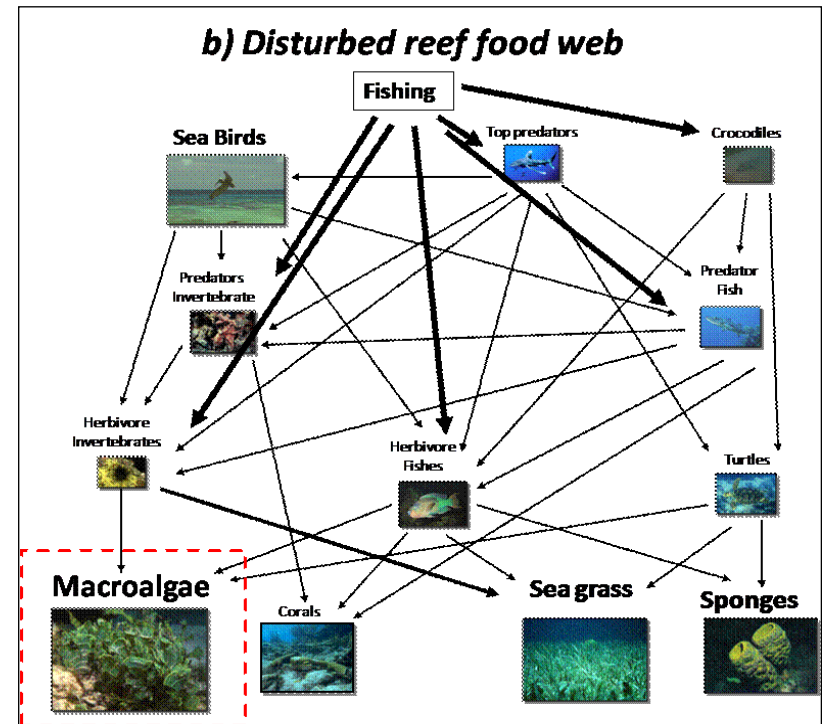 b) Disturbed reef food web
Fishing
Sea Birds
Top predators
Crocodiles
Predators
Invertebrate
Predator
Fish
Herbivore
Invertebrates
Herbivore
Fishes
Turtles
Macroalgae
Corals
Sea grass
Sponges